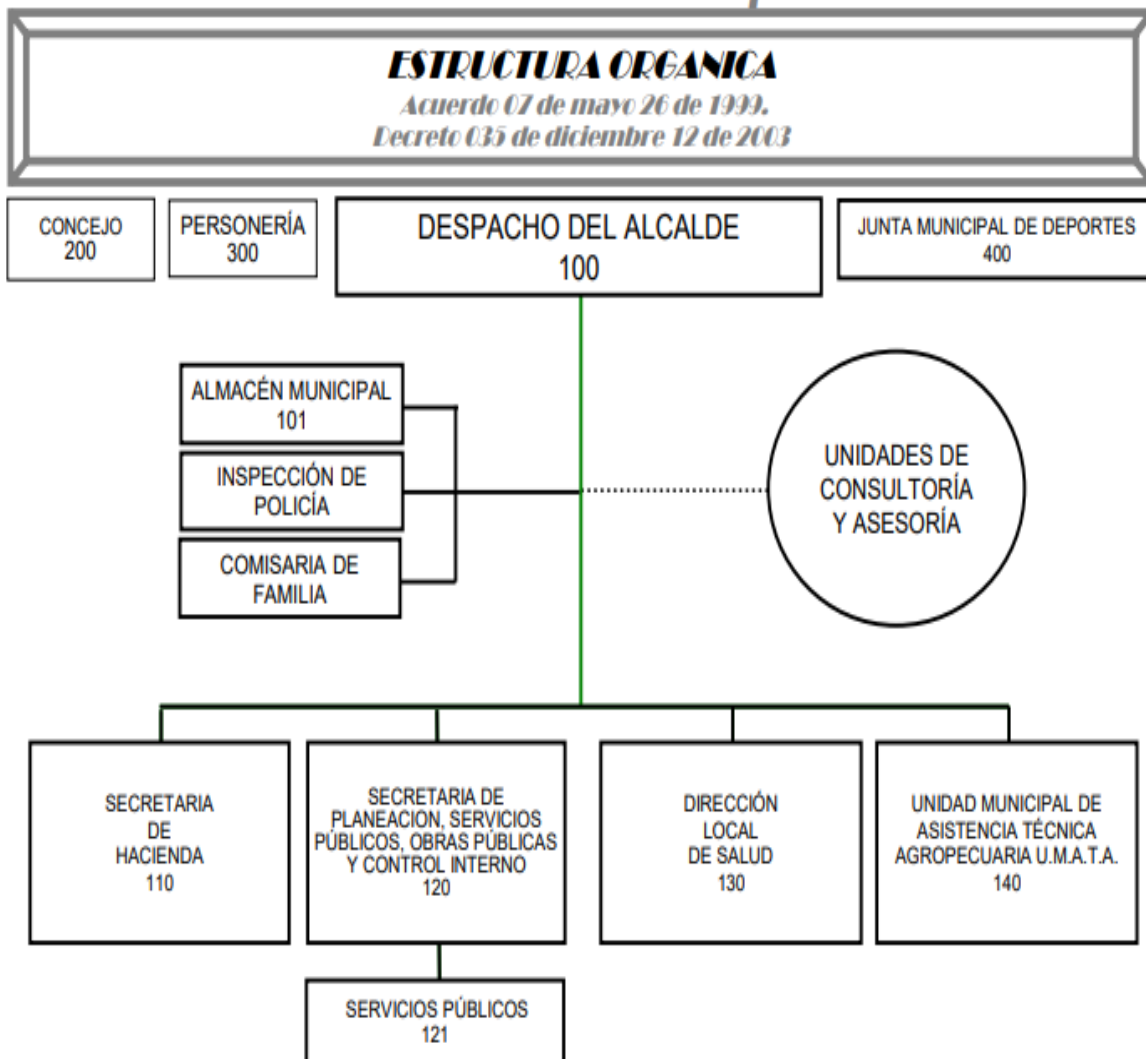 ESTRUCTURA ORGANICA
Acuerdo 07 de mayo 26 de 1999.
Decreto 035 de diciembre 12 de 2003
CONCEJO
200
PERSONERÍA
300
DESPACHO DEL ALCALDE
100
JUNTA MUNICIPAL DE DEPORTES
400
ALMACÉN MUNICIPAL
101
INSPECCIÓN DE
POLICÍA
COMISARIA DE
FAMILIA
UNIDADES DE
CONSULTORÍA
Y ASESORÍA
SECRETARIA
DE
HACIENDA
110
SECRETARIA DE
PLANEACION, SERVICIOS
PÚBLICOS, OBRAS PÚBLICAS
Y CONTROL INTERNO
120
DIRECCIÓN
LOCAL
DE SALUD
130
UNIDAD MUNICIPAL DE
ASISTENCIA TÉCNICA
AGROPECUARIA U.M.A.T.A.
140
SERVICIOS PÚBLICOS
121